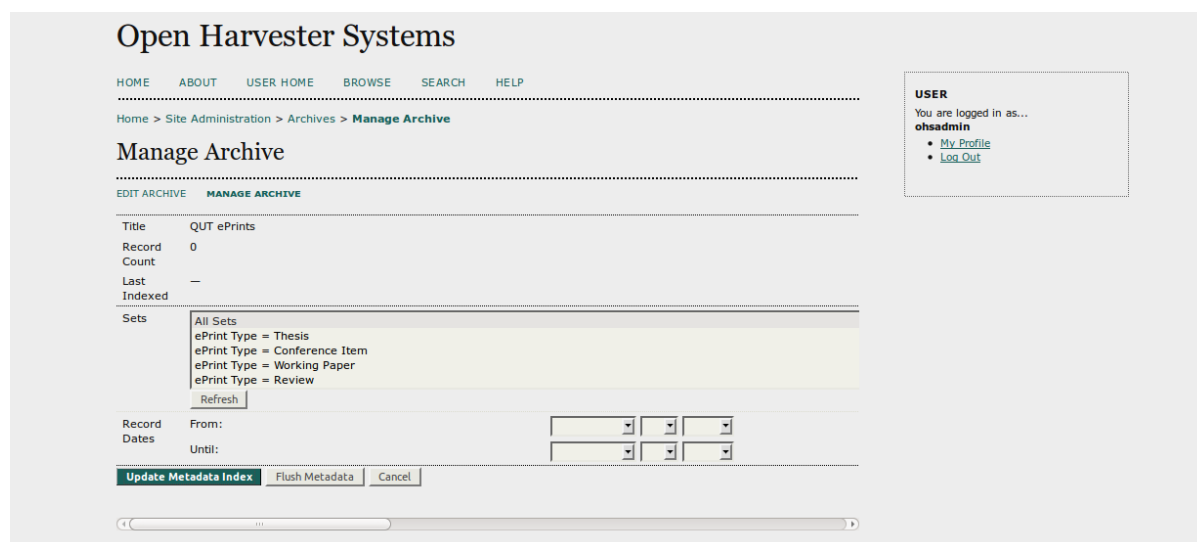 Open Harvester Systems
HOME ABOUT USER HOME BROWSE SEARCH HELP
Home > Site Administration > Archives > Manage Archive
Manage Archive
EDIT ARCHIVE MANAGE ARCHIVE
Title QUT ePrints
Record Count 0
Last Indexed —
Sets
All Sets
ePrint Type = Thesis
ePrint Type = Conference Item
ePrint Type = Working Paper
ePrint Type = Review
Refresh
Record Dates
From:
Until:
Update Metadata Index Flush Metadata Cancel
USER
You are logged in as...
ohsadmin
• My Profile
• Log Out